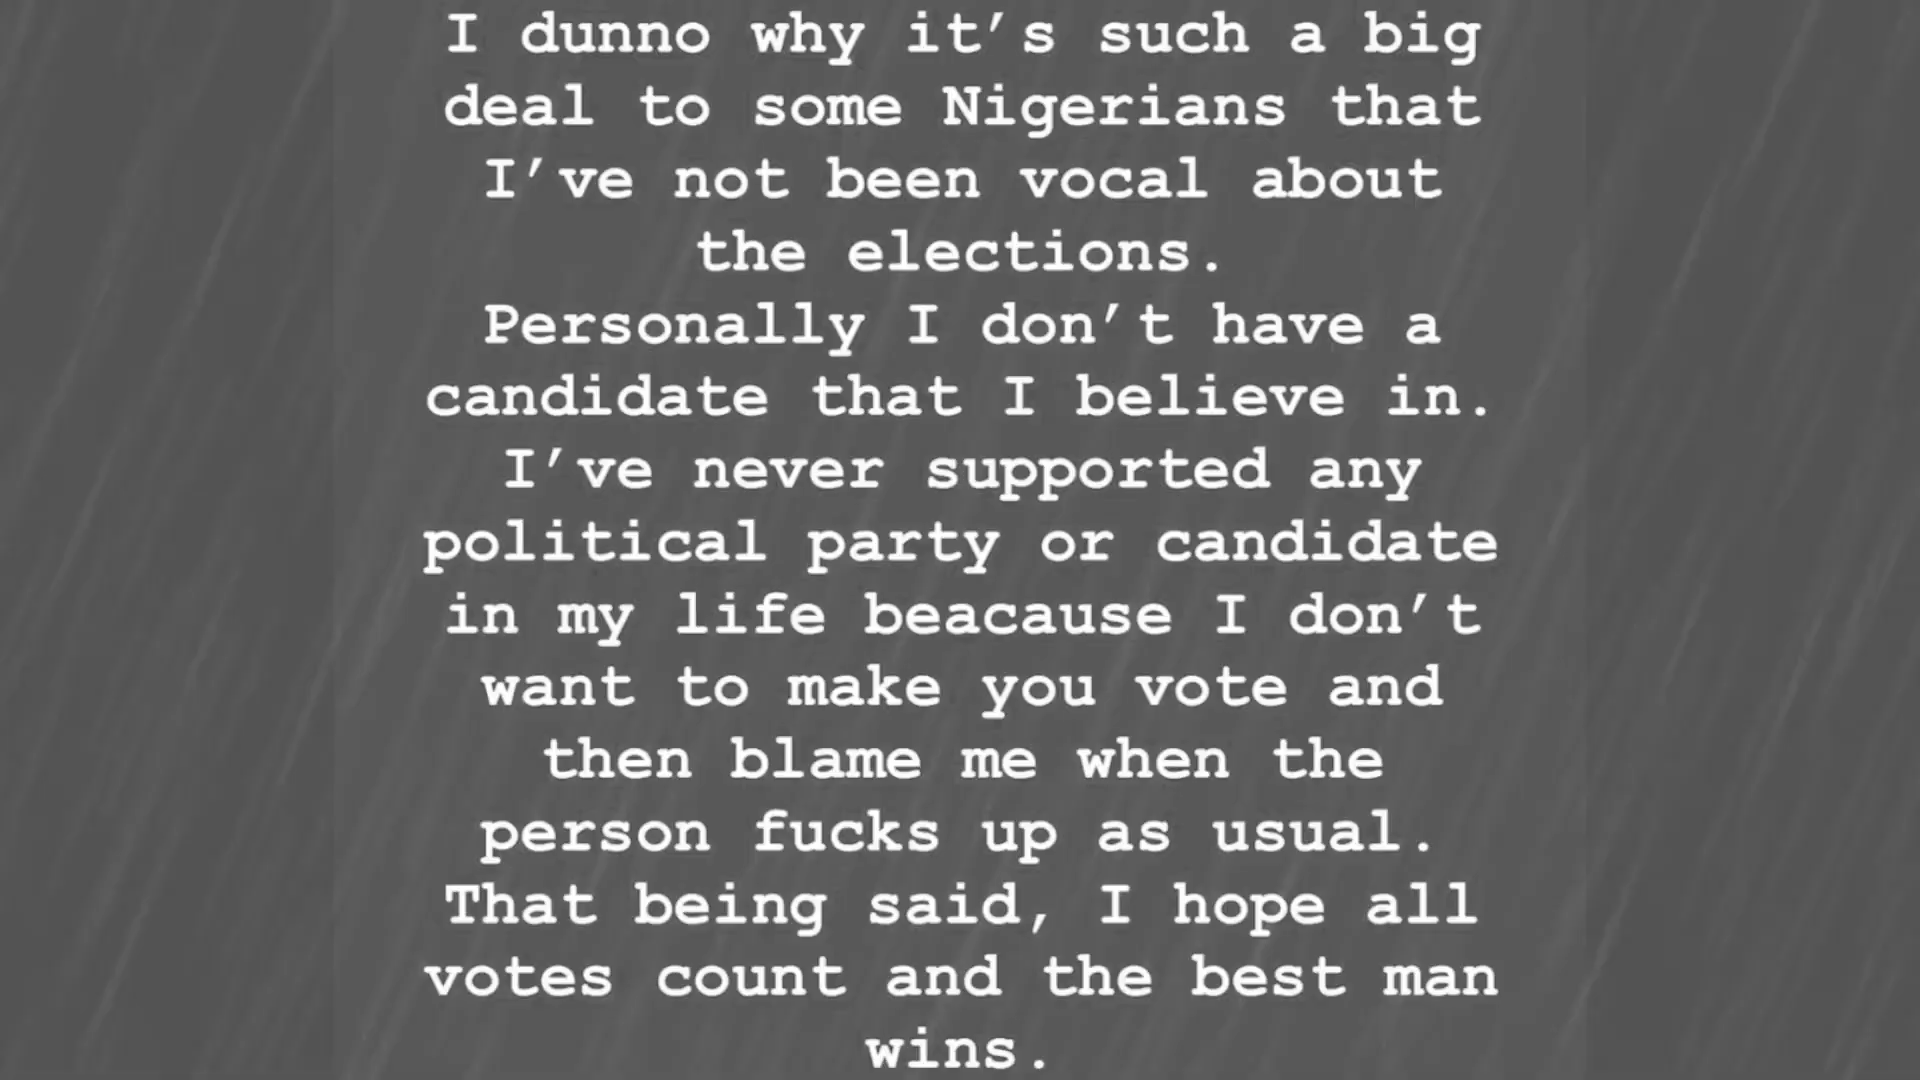 I dunno why it’s such a big
deal to some Nigerians that
I’ve not been vocal about
the elections.
Personally I don’t have a
candidate that I believe in.
I’ve never supported any
political party or candidate
in my life beacause I don’t
want to make you vote and
then blame me when the
person fucks up as usual.
That being said, I hope all
votes count and the best man
wins.